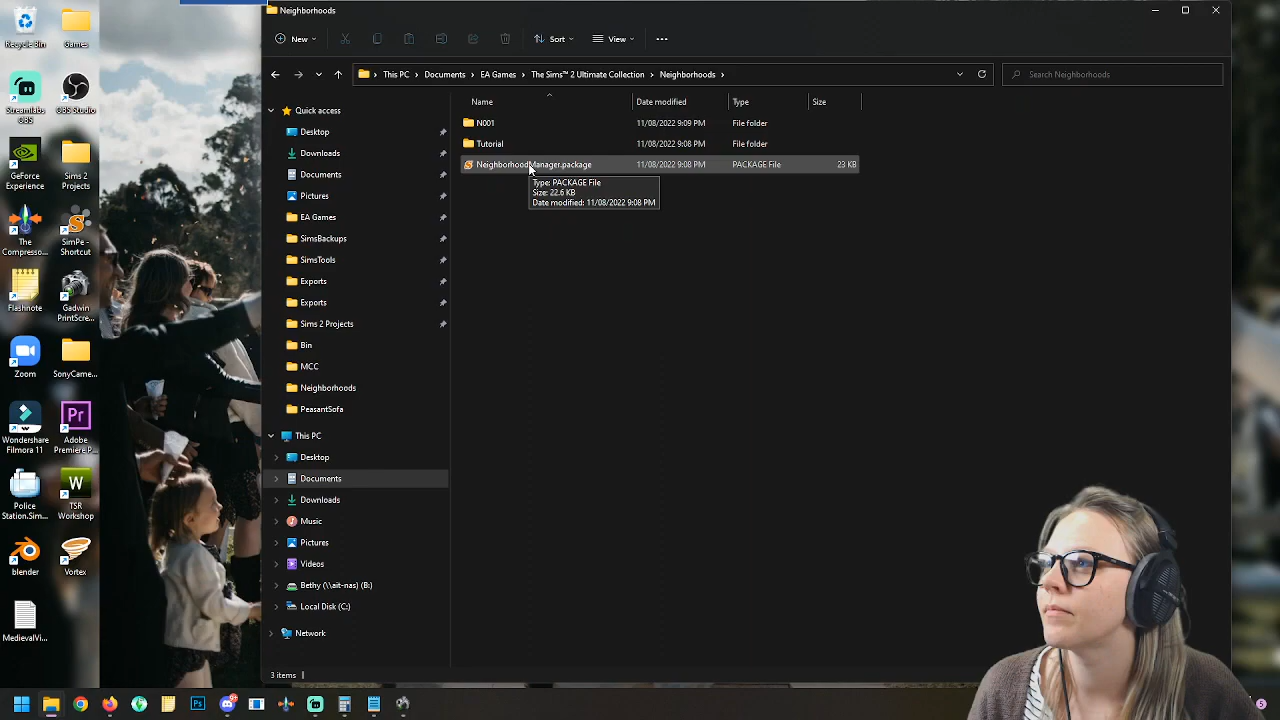 Neighborhoods
New
Sort
View
This PC
Documents
EA Games
The Sims™ 2 Ultimate Collection
Neighborhoods
Search Neighborhoods
Name
Date modified
Type
Size
N001
11/08/2022 9:09 PM
File folder
Tutorial
11/08/2022 9:08 PM
File folder
NeighborhoodManager.package
11/08/2022 9:08 PM
PACKAGE File
23 KB
Type: PACKAGE File
Size: 22.6 KB
Date modified: 11/08/2022 9:08 PM
Quick access
Desktop
Downloads
Documents
Pictures
EA Games
SimsBackups
SimsTools
Exports
Exports
Sims 2 Projects
Bin
MCC
Neighborhoods
PeasantSofa
This PC
Desktop
Documents
Downloads
Music
Pictures
Videos
Bethy (\\ait-nas) (B:)
Local Disk (C:)
Network
3 items
Recycle Bin
Games
Streamlabs
OBS
OBS Studio
GeForce
Experience
Sims 2
Projects
The
Compresso...
SimPe -
Shortcut
Flashnote
Gadwin
PrintScree...
Zoom
SonyCame...
Wondershare
Filmora 11
Adobe
Premiere P...
Police
Station.Sim...
TSR
Workshop
blender
Vortex
MedievalVi...
Pr
W
Ps
5